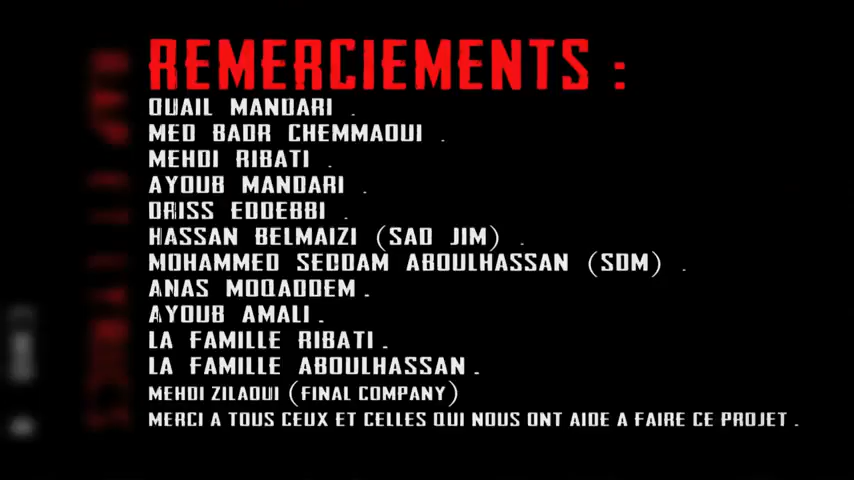 REMERCIEMENTS :
OUAIL MANDARI .
MED BADR CHEMMAOUI .
MEHDI RIBATI .
AYOUB MANDARI .
DRISS EDDEBBI .
HASSAN BELMAIZI (SAD JIM) .
MOHAMMED SEDDAM ABOULHASSAN (SDM) .
ANAS MOQADDEM .
AYOUB AMALI .
LA FAMILLE RIBATI .
LA FAMILLE ABOULHASSAN .
MEHDI ZILAOUI (FINAL COMPANY)
MERCI A TOUS CEUX ET CELLES QUI NOUS ONT AIDE A FAIRE CE PROJET .